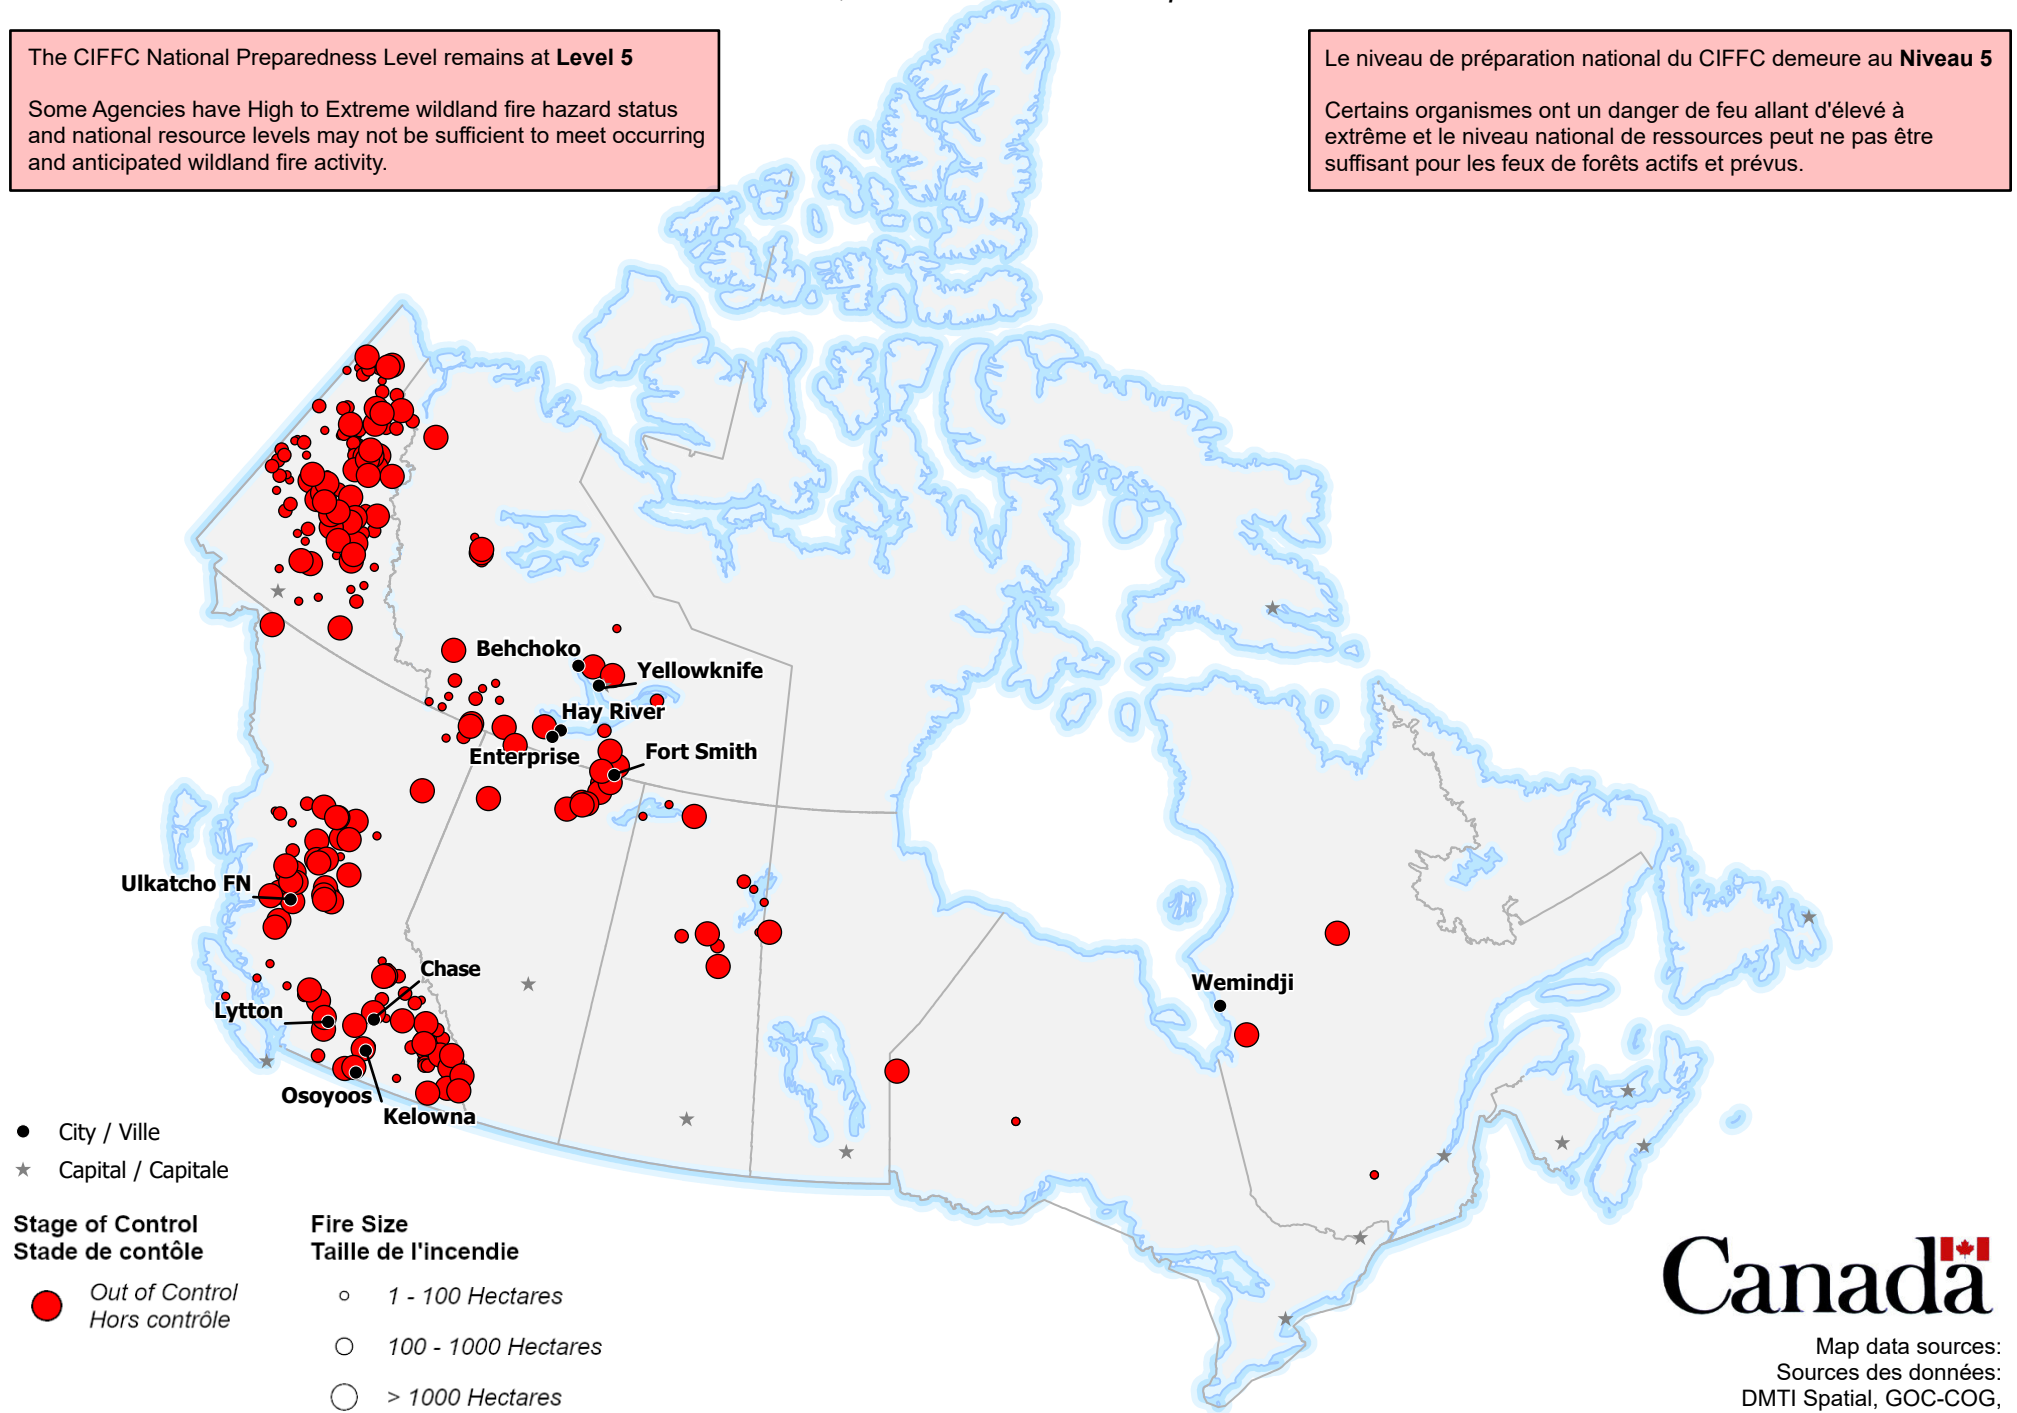 The CIFFC National Preparedness Level remains at Level 5
Some Agencies have High to Extreme wildland fire hazard status
and national resource levels may not be sufficient to meet occurring
and anticipated wildland fire activity.
Le niveau de préparation national du CIFFC demeure au Niveau 5
Certains organismes ont un danger de feu allant d'élevé à
extrême et le niveau national de ressources peut ne pas être
suffisant pour les feux de forêts actifs et prévus.
Behchoko
Yellowknife
Hay River
Enterprise
Fort Smith
Ulkatcho FN
Chase
Lytton
Osoyoos
Kelowna
Wemindji
City / Ville
Capital / Capitale
Stage of Control
Stade de contôle
Out of Control
Hors contrôle
Fire Size
Taille de l'incendie
1 - 100 Hectares
100 - 1000 Hectares
> 1000 Hectares
Canada
Map data sources:
Sources des données:
DMTI Spatial, GOC-COG,